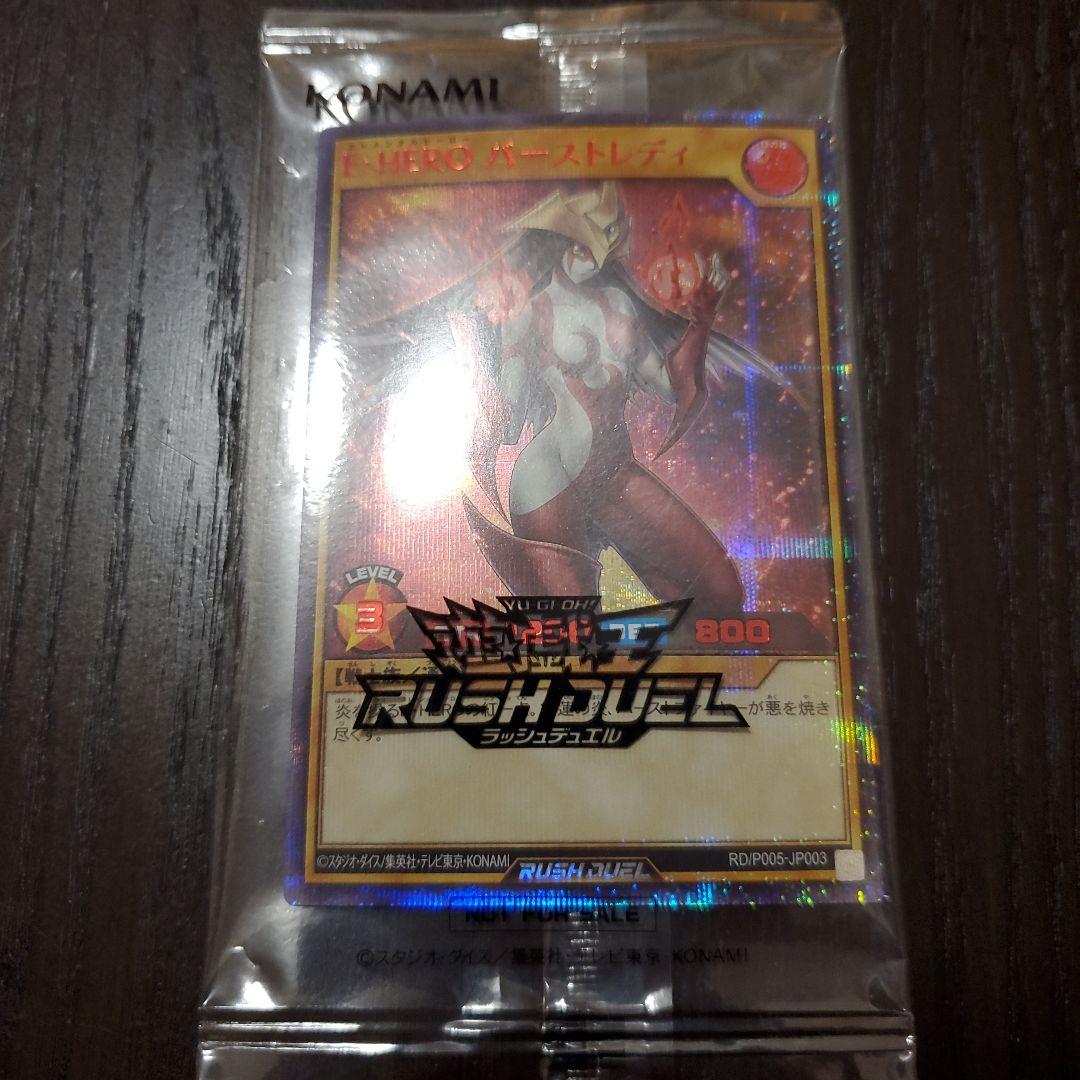 KONAMI
E・HERO バーストレディ
LEVEL
3
YU-GI-OH!
800
遊☆戯☆王
RUSH DUEL
ラッシュデュエル
が悪を焼き
尽くす。
©スタジオ・ダイス/集英社・テレビ東京・KONAMI
RUSH DUEL
RD/P005-JP003
NOT FOR SALE
©スタジオ・ダイス/集英社・テレビ東京・KONAMI